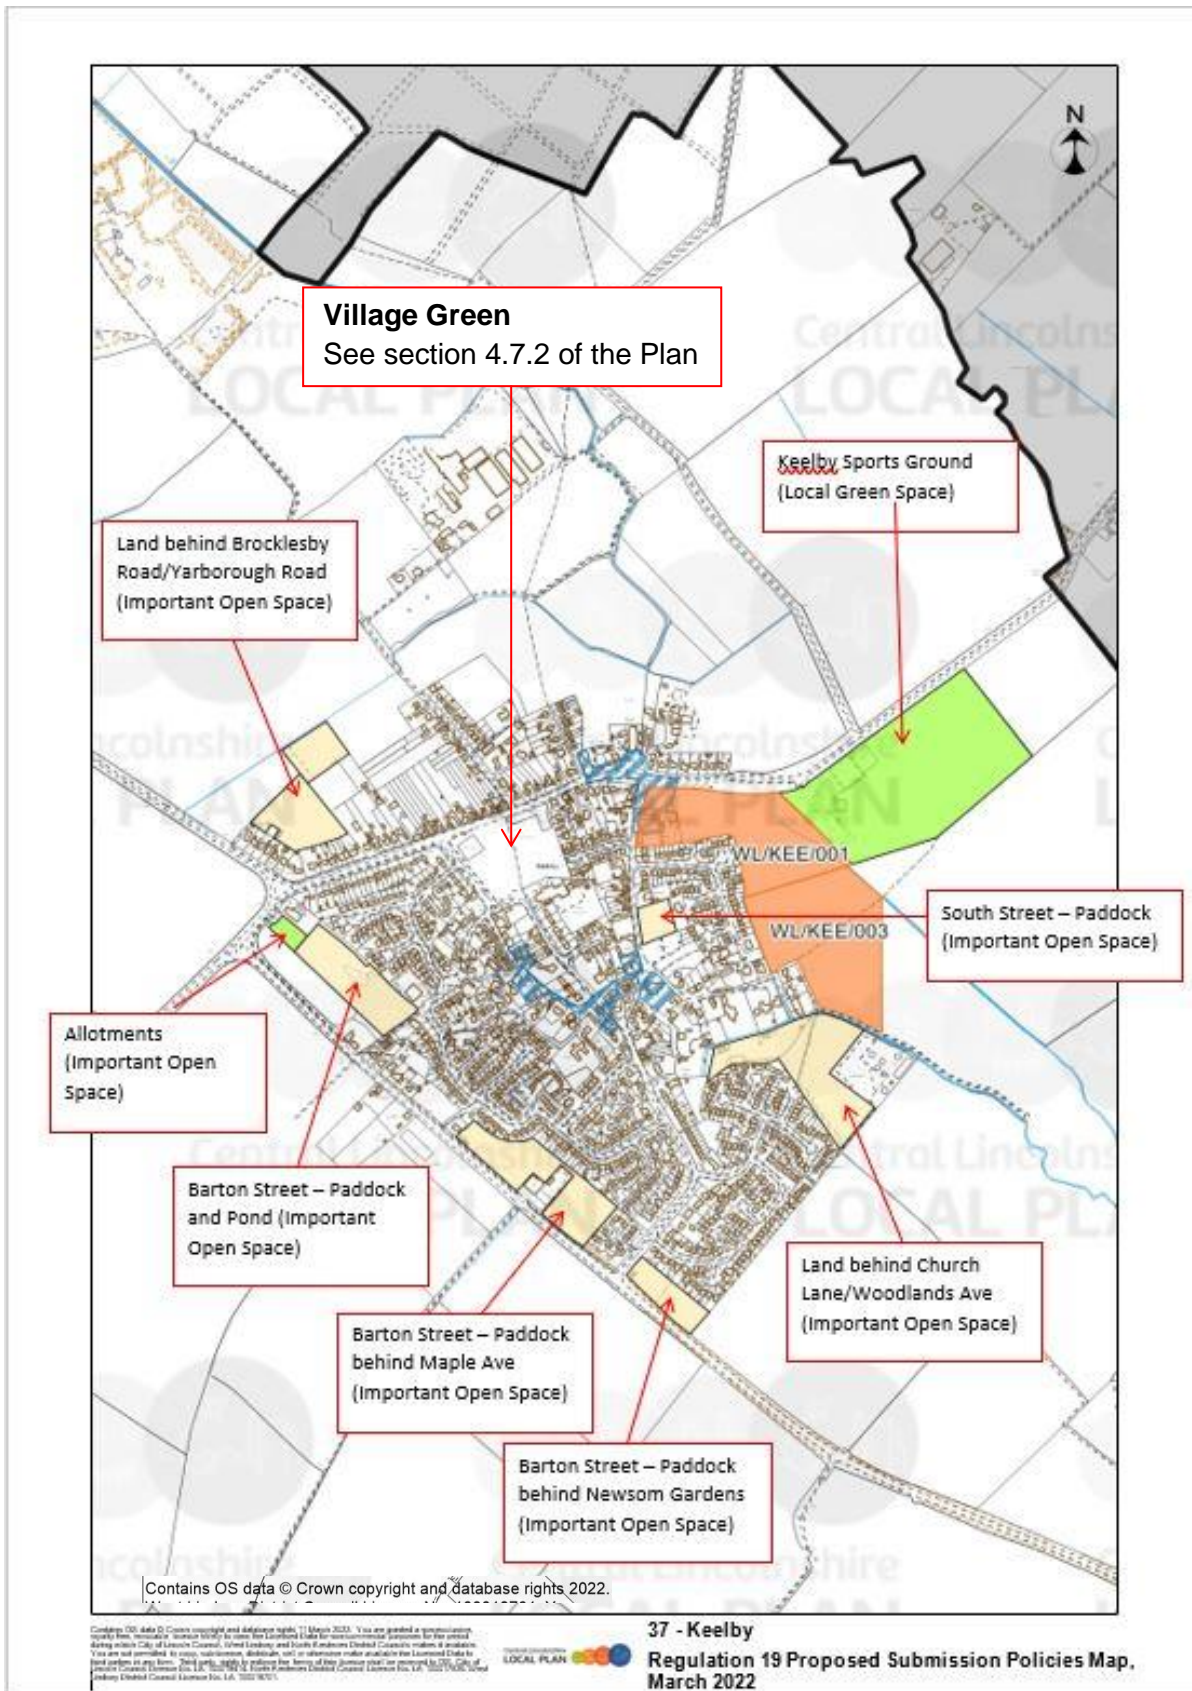 N
Village Green
See section 4.7.2 of the Plan
Keelby Sports Ground
(Local Green Space)
Land behind Brocklesby
Road/Yarborough Road
(Important Open Space)
WL/KEE/001
South Street – Paddock
(Important Open Space)
WL/KEE/003
Allotments
(Important Open
Space)
Barton Street – Paddock
and Pond (Important
Open Space)
Land behind Church
Lane/Woodlands Ave
(Important Open Space)
Barton Street – Paddock
behind Maple Ave
(Important Open Space)
Barton Street – Paddock
behind Newsom Gardens
(Important Open Space)
Central Lincolns
LOCAL PLAN
Contains OS data © Crown copyright and database rights 2022.
LOCAL PLAN
37 - Keelby
Regulation 19 Proposed Submission Policies Map,
March 2022